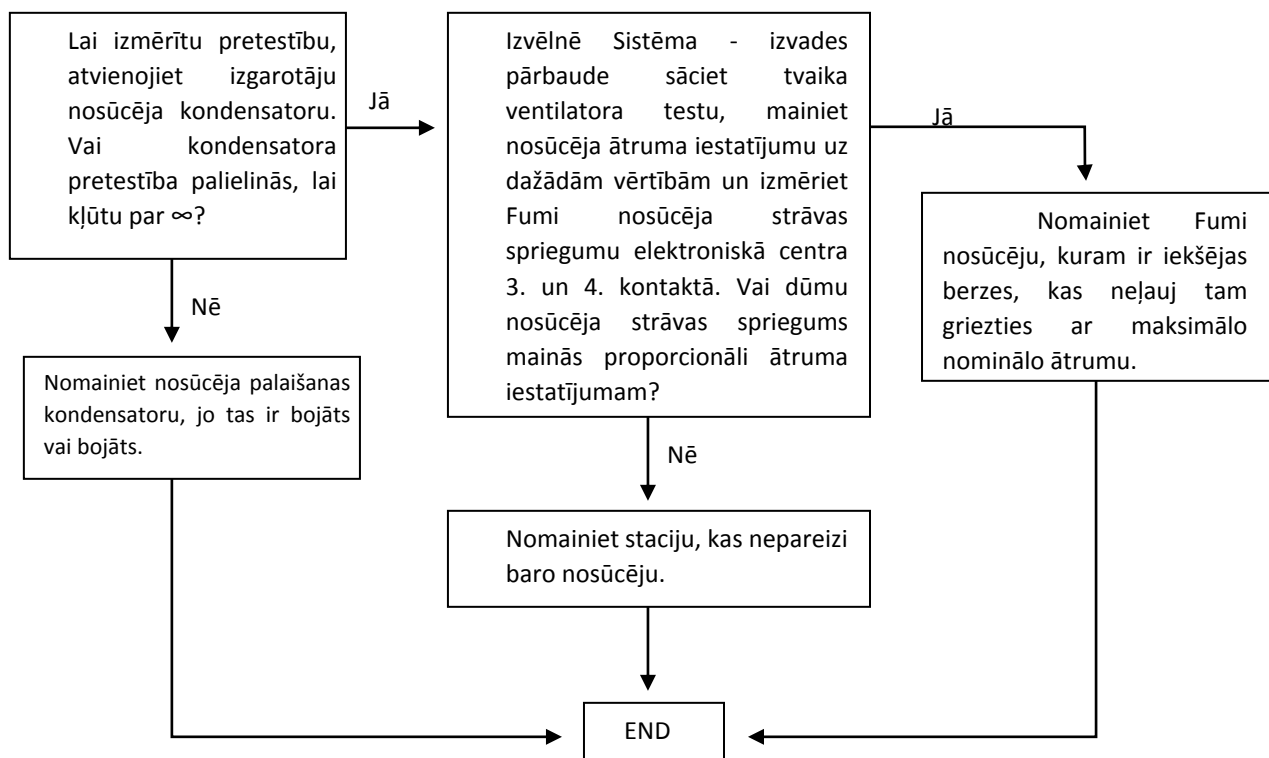 Lai izmērītu pretestību,
atvienojiet izgarotāju
nosūcēja kondensatoru.
Vai kondensatora
pretestība palielinās, lai
kļūtu par ∞?
Jā
Izvēlnē Sistēma - izvades
pārbaude sāciet tvaika
ventilatora testu, mainiet
nosūcēja ātruma iestatījumu uz
dažādām vērtībām un izmēriet
Fumi nosūcēja strāvas
spriegumu elektroniskā centra
3. un 4. kontaktā. Vai dūmu
nosūcēja strāvas spriegums
mainās proporcionāli ātruma
iestatījumam?
Jā
Nomainiet Fumi
nosūcēju, kuram ir iekšējas
berzes, kas neļauj tam
griezties ar maksimālo
nominālo ātrumu.
Nē
Nomainiet nosūcēja palaišanas
kondensatoru, jo tas ir bojāts
vai bojāts.
Nē
Nomainiet staciju, kas nepareizi
baro nosūcēju.
END